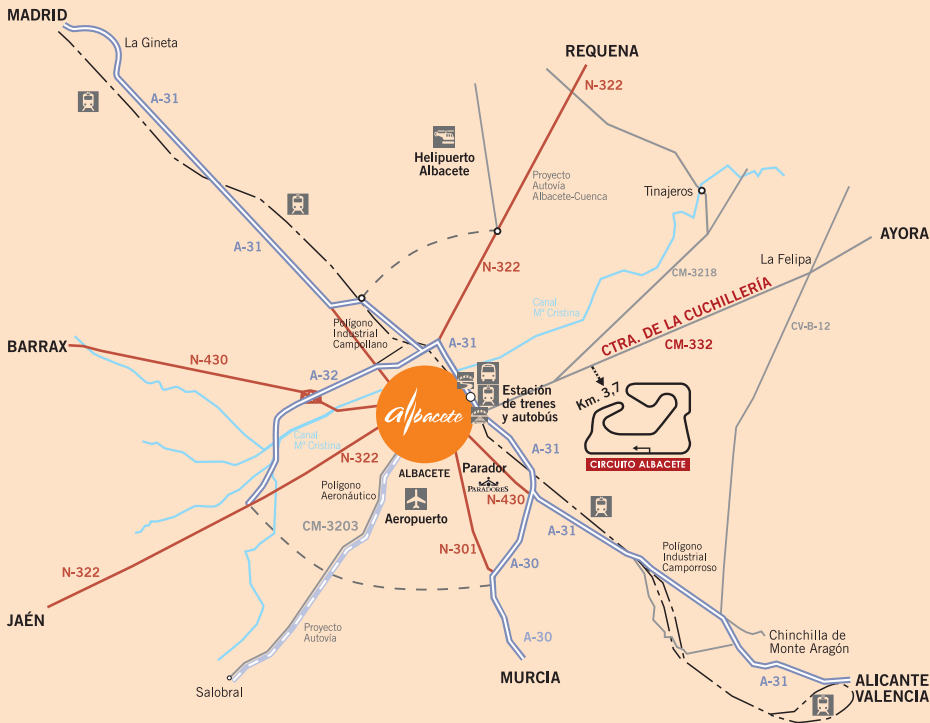 MADRID
La Gineta
A-31
REQUENA
N-322
Helipuerto
Albacete
Proyecto
Autovía
Albacete-Cuenca
Tinajeros
A-31
N-322
AYORA
La Felipa
CM-3218
CTRA. DE LA CUCHILLERÍA
CM-332
CV-B-12
Canal
Mª Cristina
Polígono
Industrial
Campollano
A-31
BARRAX
N-430
A-32
Km. 3,7
Estación
de trenes
y autobús
albacete
Canal
Mª Cristina
N-322
A-31
CIRCUITO ALBACETE
ALBACETE
Parador
PARADORES
N-430
Polígono
Aeronáutico
Aeropuerto
CM-3203
A-31
N-301
A-30
Polígono
Industrial
Camporroso
N-322
JAÉN
Proyecto
Autovía
A-30
Chinchilla de
Monte Aragón
Salobral
MURCIA
A-31
ALICANTE
VALENCIA